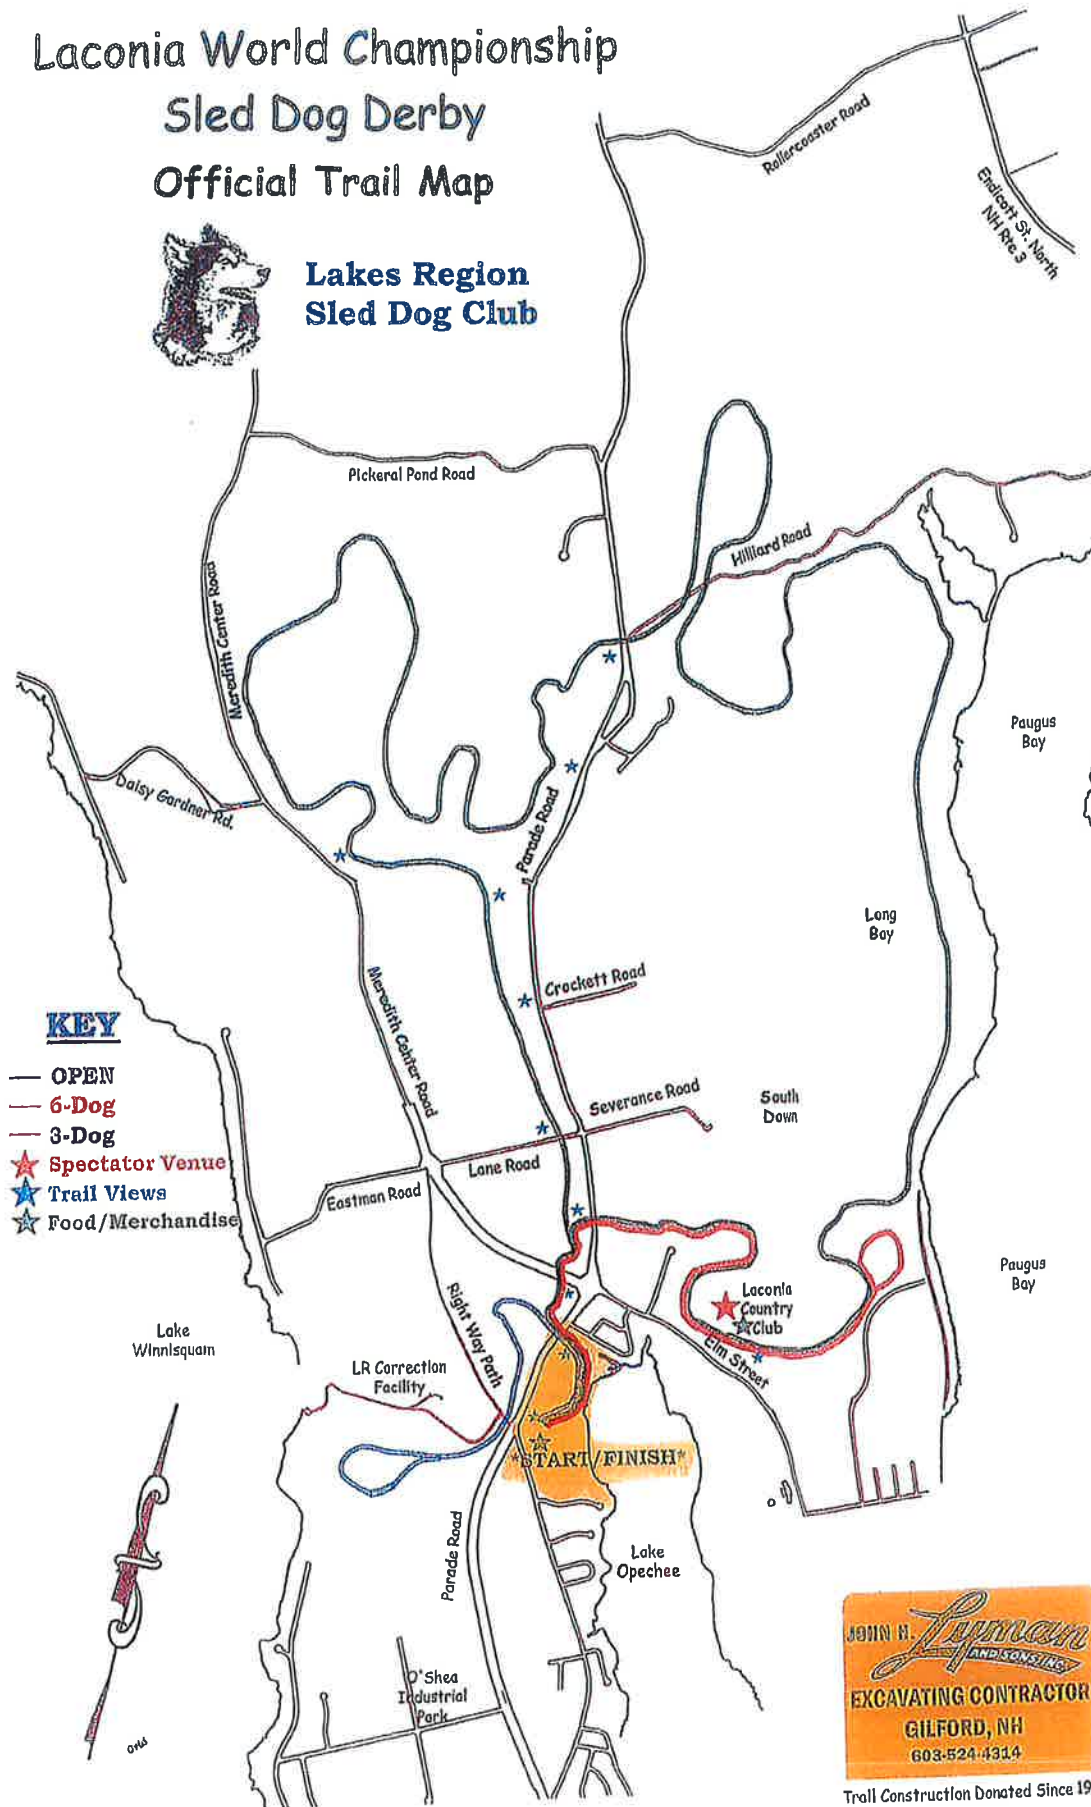 Laconia World Championship
Sled Dog Derby
Official Trail Map
Lakes Region
Sled Dog Club
Rollercoaster Road
Endicott St. North
NH Rte 3
Pickeral Pond Road
Hilliard Road
Meredith Center Road
Paugus
Bay
Daisy Gardner Rd.
Parade Road
Long
Bay
Crockett Road
Meredith Center Road
KEY
OPEN
6-Dog
3-Dog
Spectator Venue
Trail Views
Food/Merchandise
Severance Road
South
Down
Lane Road
Eastman Road
Paugus
Bay
Right Way Path
Laconia
Country
Club
Elm Street
Lake
Winnisquam
LR Correction
Facility
*START/FINISH*
Parade Road
Lake
Opechee
O'Shea
Industrial
Park
JOHN H. Lyman
AND SONS, INC.
EXCAVATING CONTRACTOR
GILFORD, NH
603-524-4314
Trail Construction Donated Since 19